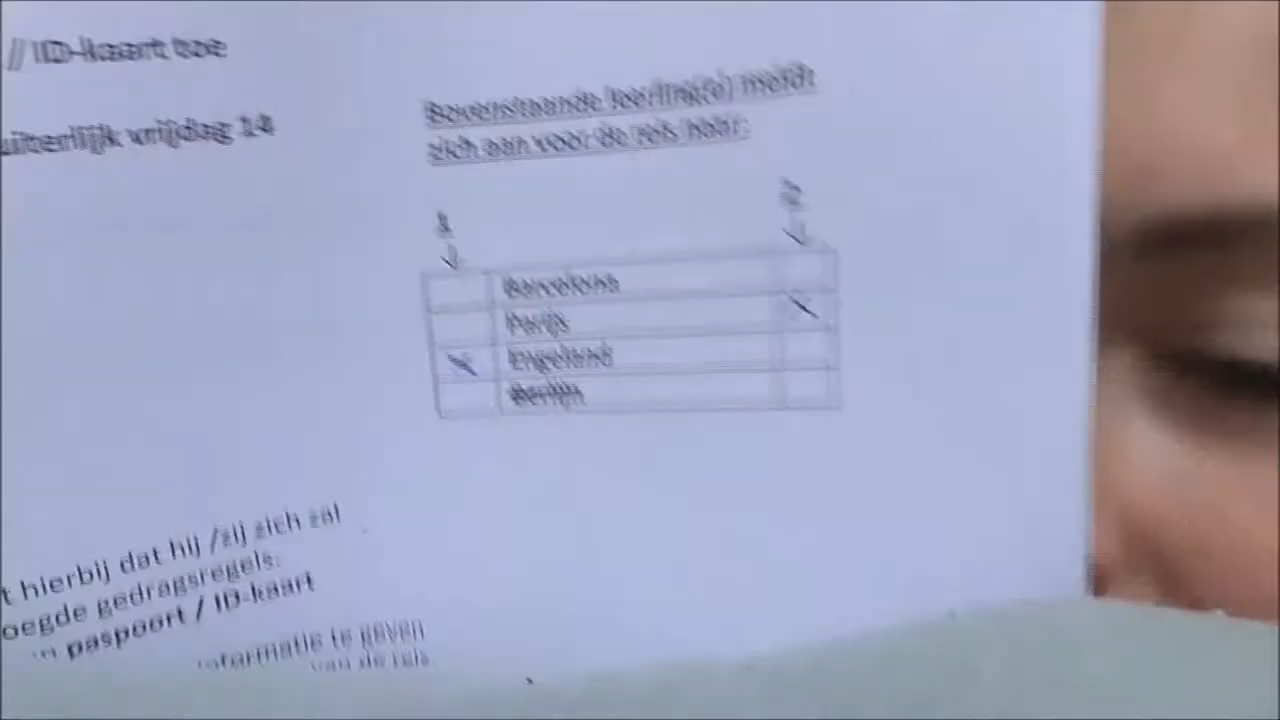 // ID-kaart toe
uiterlijk vrijdag 14
Bovenstaande leerling(e) meldt
zich aan voor de reis naar:
1
2
Barcelona
Parijs
Engeland
Berlijn
t hierbij dat hij /zij zich zal
oegde gedragsregels:
paspoort / ID-kaart
informatie te geven
van de reis.